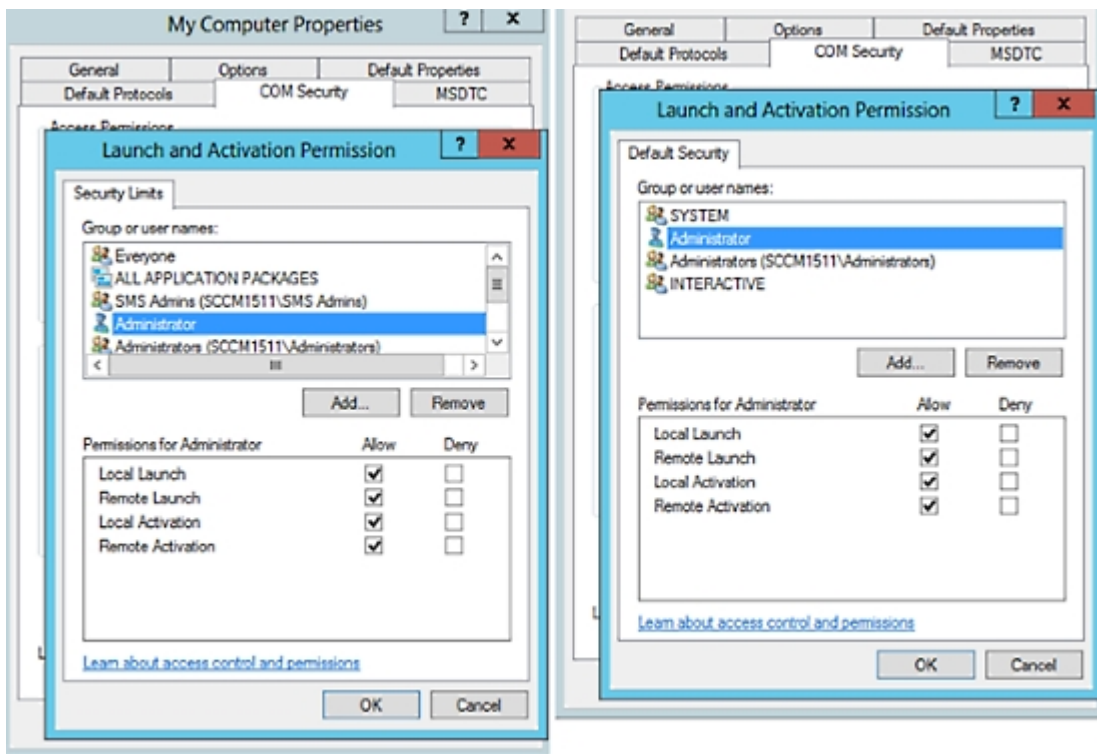 My Computer Properties ? x
General Options Default Properties
Default Protocols COM Security MSDTC
Access Permissions
Launch and Activation Permission ? x
Security Limits
Group or user names:
Everyone
ALL APPLICATION PACKAGES
SMS Admins (SCCM1511\SMS Admins)
Administrator
Administrators (SCCM1511\Administrators)
Add... Remove
Permissions for Administrator Allow Deny
Local Launch
Remote Launch
Local Activation
Remote Activation
Learn about access control and permissions
OK Cancel
General Options Default Properties
Default Protocols COM Security MSDTC
Access Permissions
Launch and Activation Permission ? x
Default Security
Group or user names:
SYSTEM
Administrator
Administrators (SCCM1511\Administrators)
INTERACTIVE
Add... Remove
Permissions for Administrator Allow Deny
Local Launch
Remote Launch
Local Activation
Remote Activation
Learn about access control and permissions
OK Cancel